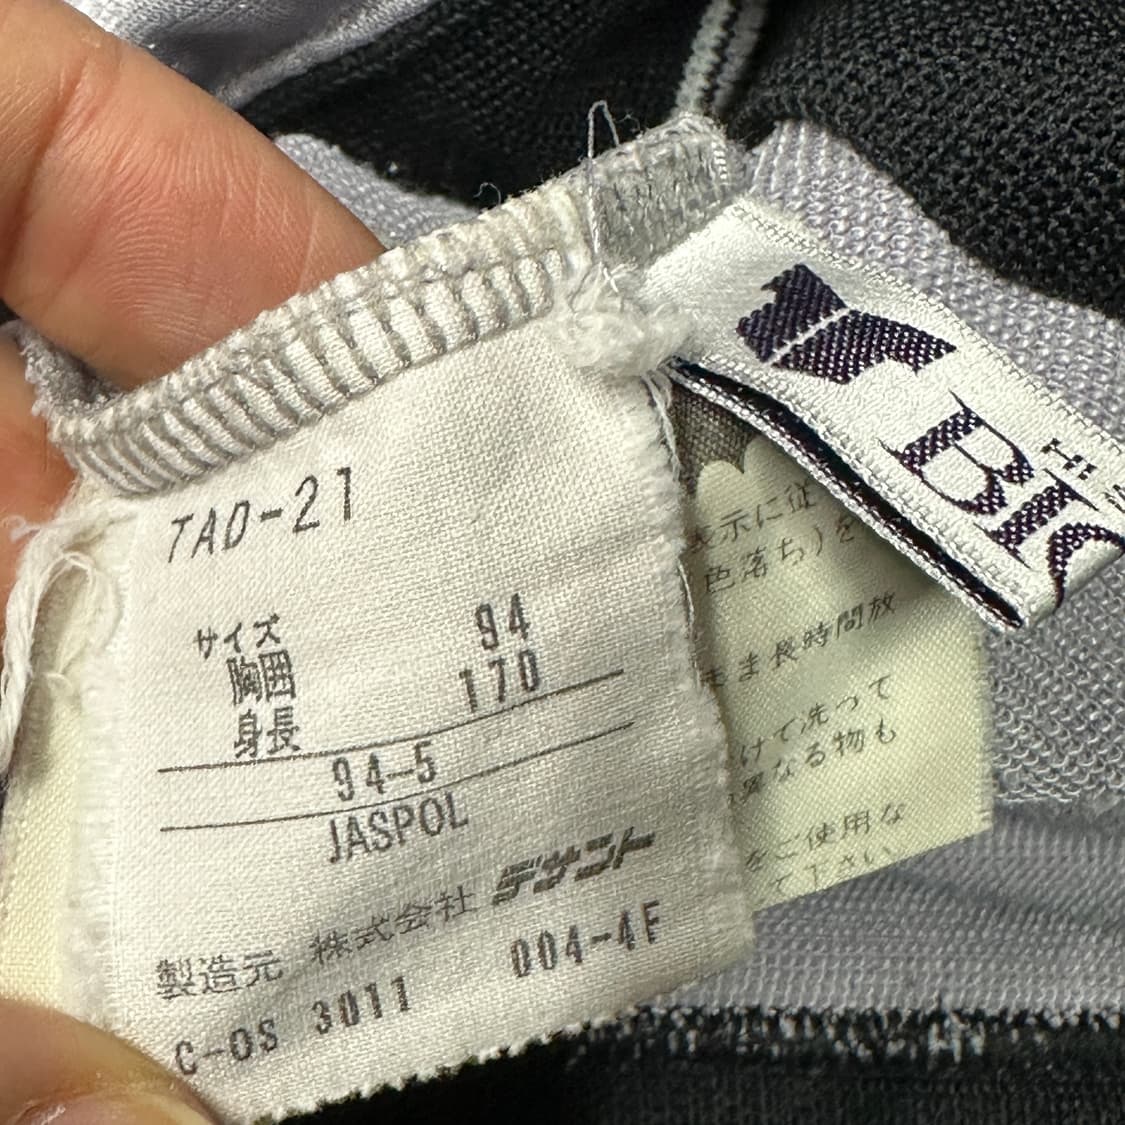 TAD-21
サイズ
胸囲 94
身長 170
94-5
JASPOL
製造元 株式会社 デサント
C-OS 3011 004-4F
表示に従
色落ち)を
まま長時間放
けて洗って
異なる物も
をご使用な
て下さい